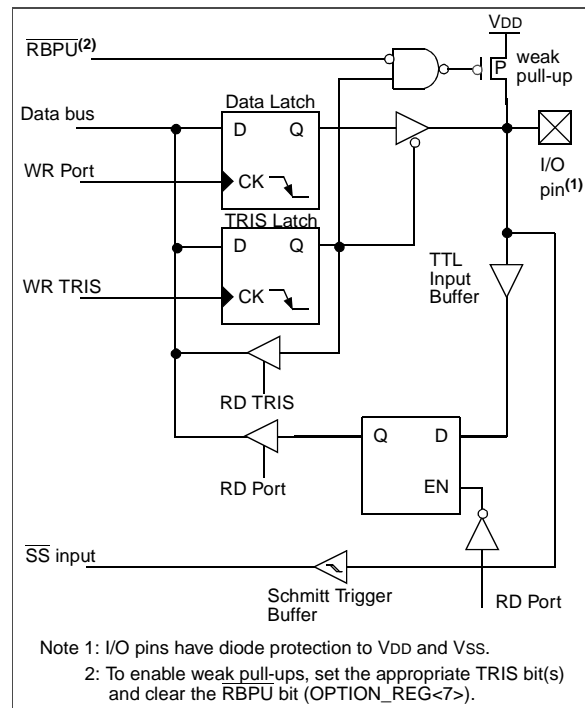 VDD
RBPU(2)
P
weak
pull-up
Data Latch
Data bus
D
Q
I/O
pin(1)
WR Port
CK
TRIS Latch
D
Q
TTL
Input
Buffer
WR TRIS
CK
RD TRIS
Q
D
RD Port
EN
SS input
Schmitt Trigger
Buffer
RD Port
Note 1: I/O pins have diode protection to VDD and VSS.
2: To enable weak pull-ups, set the appropriate TRIS bit(s)
and clear the RBPU bit (OPTION_REG<7>).